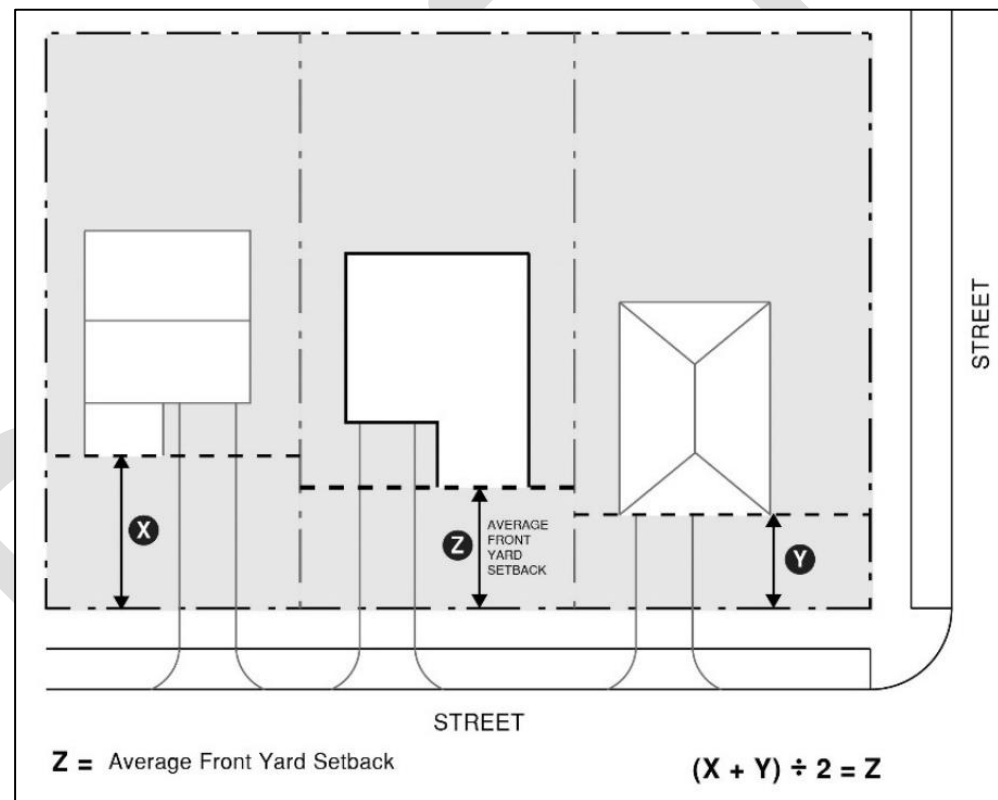 STREET
X
Z
AVERAGE
FRONT
YARD
SETBACK
Y
STREET
Z = Average Front Yard Setback
(X + Y) ÷ 2 = Z